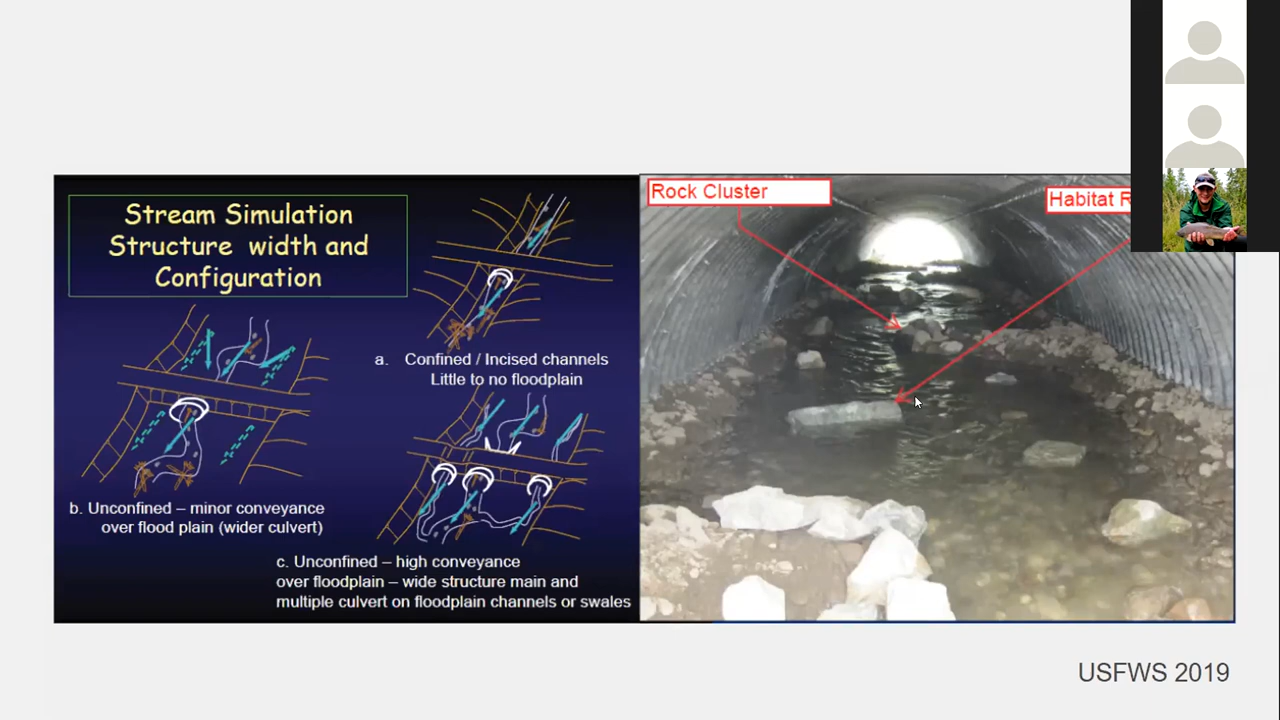 Stream Simulation
Structure width and
Configuration
a. Confined / Incised channels
Little to no floodplain
b. Unconfined – minor conveyance
over flood plain (wider culvert)
c. Unconfined – high conveyance
over floodplain – wide structure main and
multiple culvert on floodplain channels or swales
Rock Cluster
Habitat
USFWS 2019